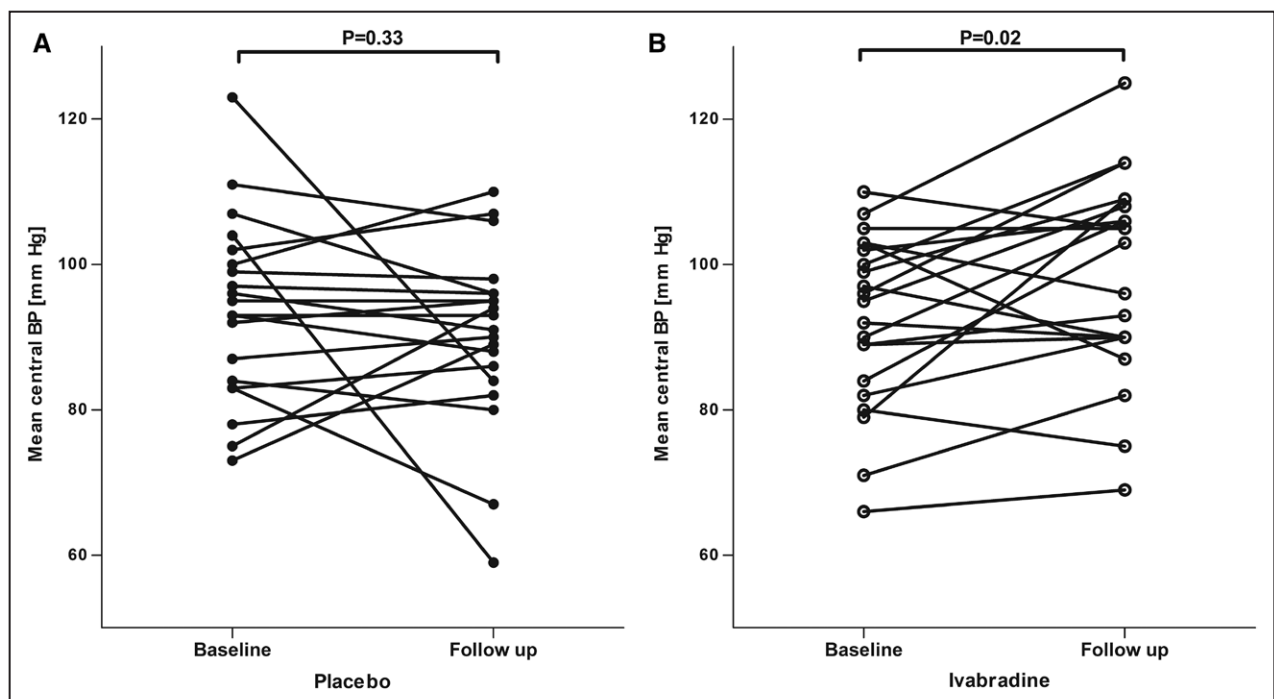 A
P=0.33
Mean central BP [mm Hg]
120
100
80
60
Baseline
Follow up
Placebo
B
P=0.02
Mean central BP [mm Hg]
120
100
80
60
Baseline
Follow up
Ivabradine